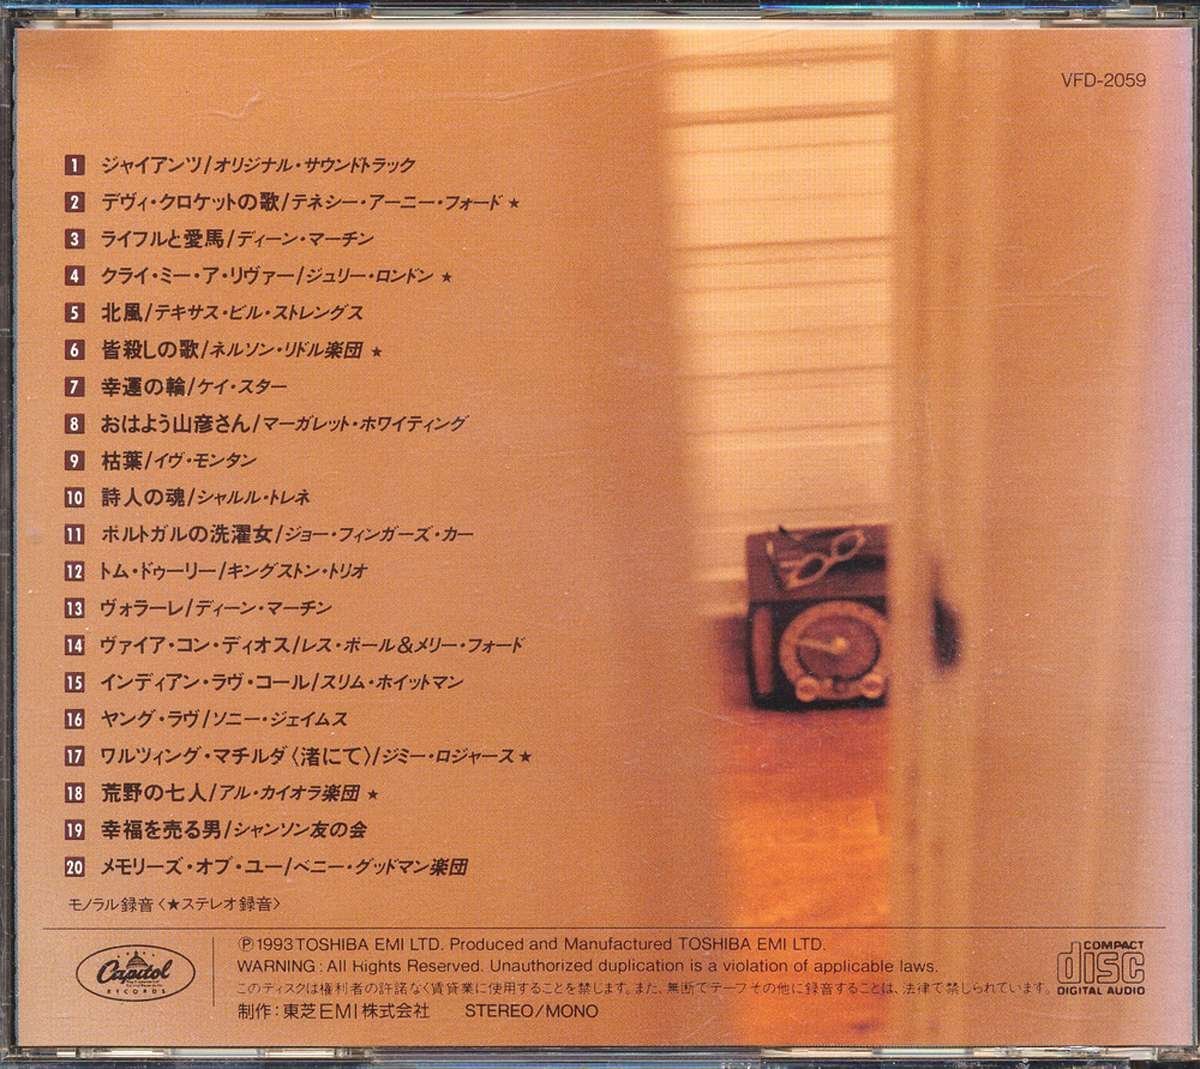 VFD-2059
1 ジャイアンツ/オリジナル・サウンドトラック
2 デヴィ・クロケットの歌/テネシー・アーニー・フォード ★
3 ライフルと愛馬/ディーン・マーチン
4 クライ・ミー・ア・リヴァー/ジュリー・ロンドン ★
5 北風/テキサス・ビル・ストレングス
6 皆殺しの歌/ネルソン・リドル楽団 ★
7 幸運の輪/ケイ・スター
8 おはよう山彦さん/マーガレット・ホワイティング
9 枯葉/イヴ・モンタン
10 詩人の魂/シャルル・トレネ
11 ポルトガルの洗濯女/ジョー・フィンガーズ・カー
12 トム・ドゥーリー/キングストン・トリオ
13 ヴォラーレ/ディーン・マーチン
14 ヴァイア・コン・ディオス/レス・ポール&メリー・フォード
15 インディアン・ラヴ・コール/スリム・ホイットマン
16 ヤング・ラヴ/ソニー・ジェイムス
17 ワルツィング・マチルダ〈渚にて〉/ジミー・ロジャース ★
18 荒野の七人/アル・カイオラ楽団 ★
19 幸福を売る男/シャンソン友の会
20 メモリーズ・オブ・ユー/ベニー・グッドマン楽団
モノラル録音〈★ステレオ録音〉
Capitol
RECORDS
Ⓟ1993 TOSHIBA EMI LTD. Produced and Manufactured TOSHIBA EMI LTD.
WARNING : All Rights Reserved. Unauthorized duplication is a violation of applicable laws.
このディスクは権利者の許諾なく賃貸業に使用することを禁じます。また、無断でテープその他に録音することは、法律で禁じられています。
制作：東芝EMI株式会社 STEREO/MONO
COMPACT
disc
DIGITAL AUDIO